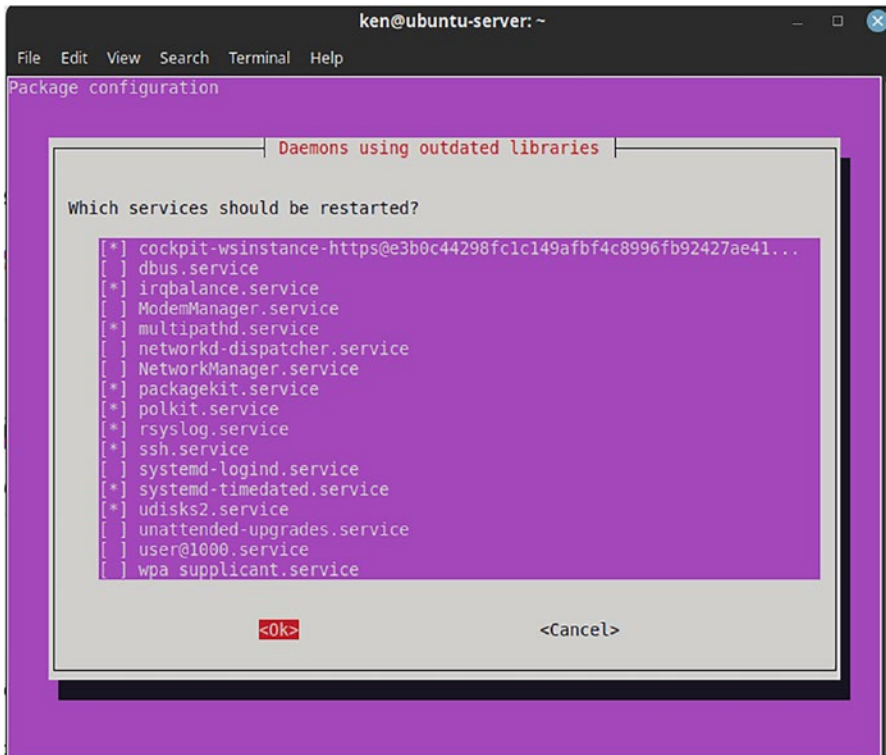 ken@ubuntu-server: ~
File Edit View Search Terminal Help
Package configuration
Daemons using outdated libraries
Which services should be restarted?
[*] cockpit-wsinstance-https@e3b0c44298fc1c149afbf4c8996fb92427ae41...
[ ] dbus.service
[*] irqbalance.service
[ ] ModemManager.service
[*] multipathd.service
[ ] networkd-dispatcher.service
[ ] NetworkManager.service
[*] packagekit.service
[*] polkit.service
[*] rsyslog.service
[*] ssh.service
[ ] systemd-logind.service
[*] systemd-timedated.service
[*] udisks2.service
[ ] unattended-upgrades.service
[ ] user@1000.service
[ ] wpa_supplicant.service
<Ok> <Cancel>